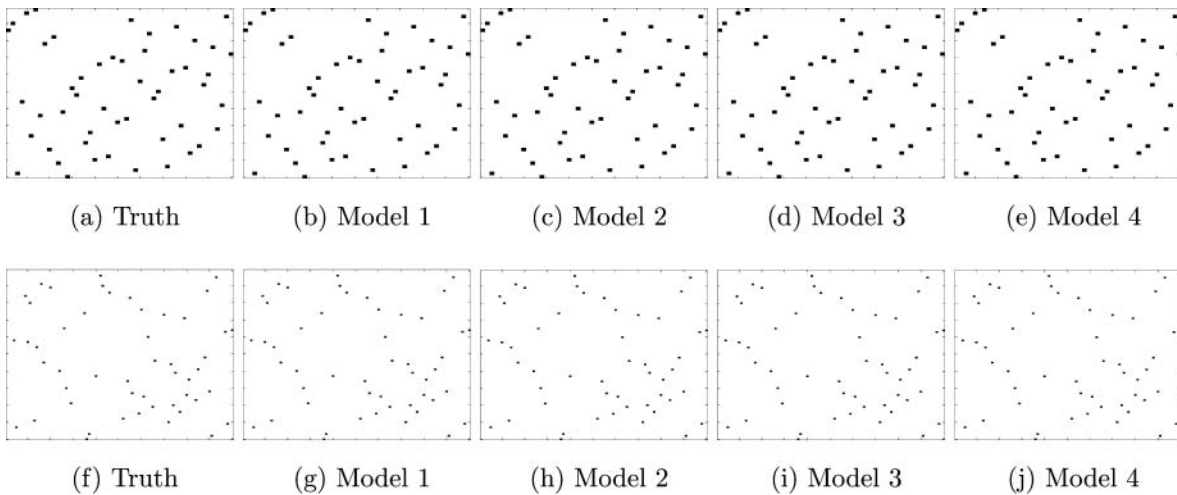 (a) Truth (b) Model 1 (c) Model 2 (d) Model 3 (e) Model 4
(f) Truth (g) Model 1 (h) Model 2 (i) Model 3 (j) Model 4